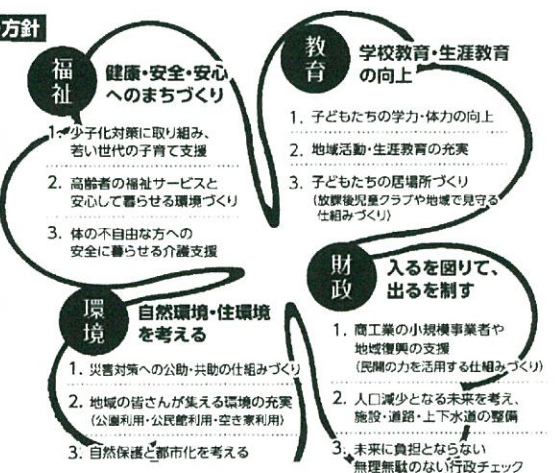 方針
福祉
健康・安全・安心
へのまちづくり
1. 少子化対策に取り組み、
若い世代の子育て支援
2. 高齢者の福祉サービスと
安心して暮らせる環境づくり
3. 体の不自由な方への
安全に暮らせる介護支援
教育
学校教育・生涯教育
の向上
1. 子どもたちの学力・体力の向上
2. 地域活動・生涯教育の充実
3. 子どもたちの居場所づくり
(放課後児童クラブや地域で見守る
仕組みづくり)
環境
自然環境・住環境
を考える
1. 災害対策への公助・共助の仕組みづくり
2. 地域の皆さんが集える環境の充実
(公園利用・公民館利用・空き家利用)
3. 自然保護と都市化を考える
財政
入るを図りて、
出るを制す
1. 商工業の小規模事業者や
地域復興の支援
(民間の力を活用する仕組みづくり)
2. 人口減少となる未来を考え、
施設・道路・上下水道の整備
3. 未来に負担とならない
無理無駄のない行政チェック